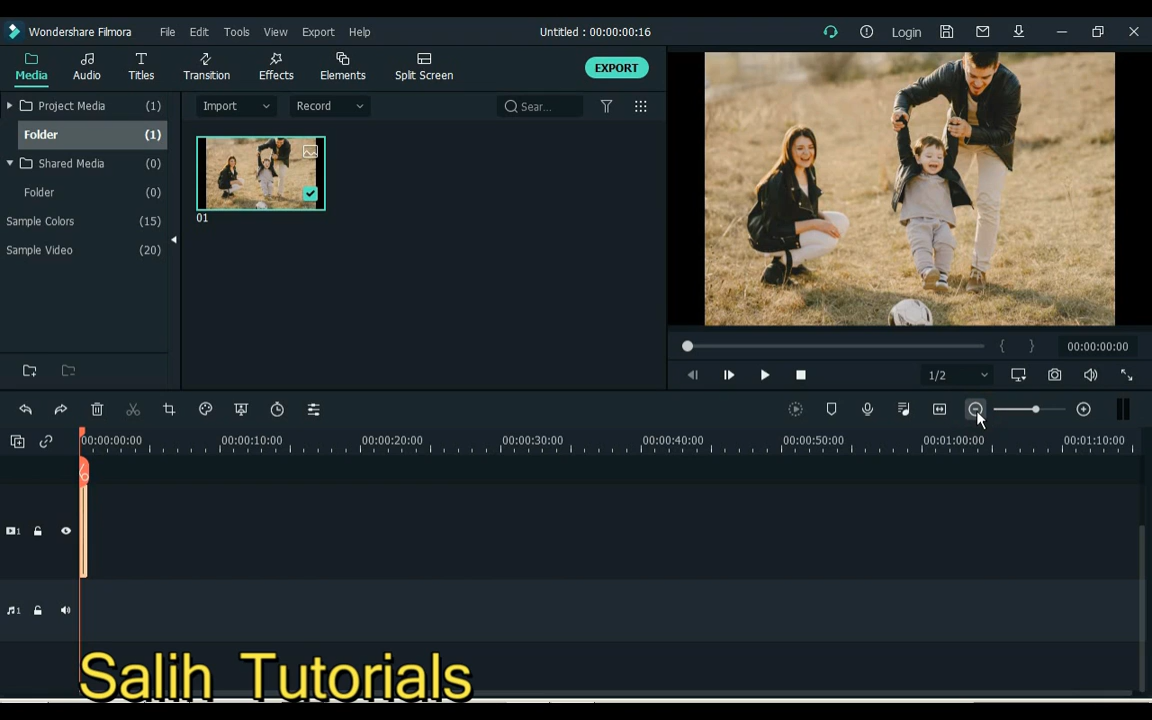 Wondershare Filmora File Edit Tools View Export Help Untitled : 00:00:00:16 Login
Media Audio Titles Transition Effects Elements Split Screen EXPORT
Project Media (1) Import Record Sear...
Folder (1)
Shared Media (0)
Folder (0)
01
Sample Colors (15)
Sample Video (20)
00:00:00:00
1/2
00:00:00:00 00:00:10:00 00:00:20:00 00:00:30:00 00:00:40:00 00:00:50:00 00:01:00:00 00:01:10:00
1
1
Salih Tutorials